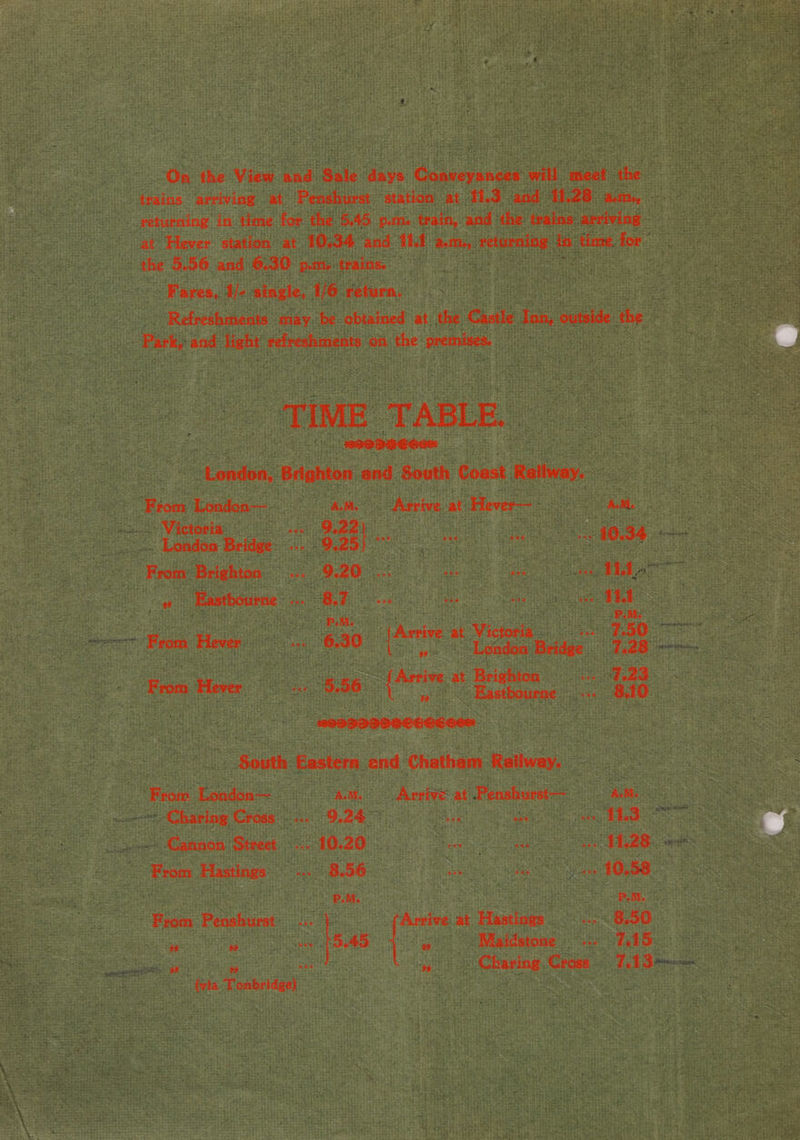 On the View and Sale days Conveyances will meet the
trains arriving at Penshurst station at 11.3 and 11.28 a.m.,
returning in time for the 5.45 p.m. train, and the trains arriving
at Hever station at 10.34 and 11.1 a.m., returning in time for
the 5.56 and 6.30 p.m. trains.
Fares, 1/- single, 1/6 return.
Refreshments may be obtained at the Castle Inn, outside the
Park, and light refreshments on the premises.
TIME TABLE.
London, Brighton and South Coast Railway.
From London— A.M. Arrive at Hever— A.M.
Victoria ... 9.22 }
London Bridge ... 9.25 } ... ... ... ... 10.34
From Brighton ... 9.20 ... ... ... ... 11.1
„ Eastbourne ... 8.7 ... ... ... ... 11.1
P.M. P.M.
From Hever ... 6.30 { Arrive at Victoria ... 7.50
„ London Bridge 7.28
From Hever ... 5.56 { Arrive at Brighton ... 7.23
„ Eastbourne ... 8.10
South Eastern and Chatham Railway.
From London— A.M. Arrive at Penshurst— A.M.
Charing Cross ... 9.24 ... ... ... 11.3
Cannon Street ... 10.20 ... ... ... 11.28
From Hastings ... 8.56 ... ... ... 10.58
P.M. P.M.
From Penshurst ... } { Arrive at Hastings ... 8.50
„ „ ... } 5.45 { „ Maidstone ... 7.15
„ „ ... } { „ Charing Cross 7.13
(via Tonbridge)